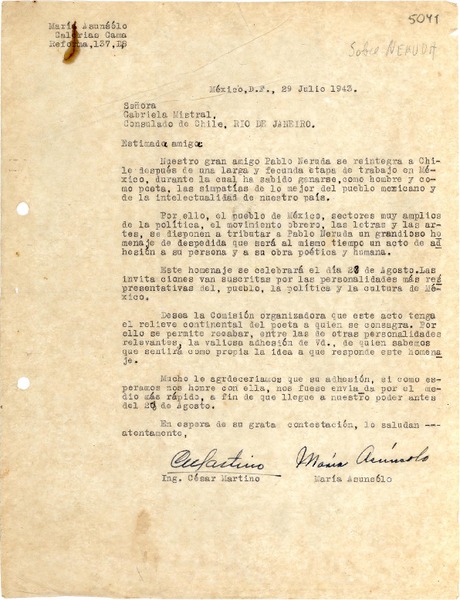 María Asunsólo
Galerías Gama
Reforma,137,D8
5041
Sobre NERUDA
México,D.F., 29 Julio 1943.
Señora
Gabriela Mistral,
Consulado de Chile, RIO DE JANEIRO.
Estimada amiga:
Nuestro gran amigo Pablo Neruda se reintegra a Chi-
le después de una larga y fecunda etapa de trabajo en Mé-
xico, durante la cual ha sabido ganarse,como hombre y co-
mo poeta, las simpatías de lo mejor del pueblo mexicano y
de la intelectualidad de nuestro país.
Por ello, el pueblo de México, sectores muy amplios
de la política, el movimiento obrero, las letras y las ar-
tes, se disponen a tributar a Pablo Neruda un grandioso ho
menaje de despedida que será al mismo tiempo un acto de ad
hesión a su persona y a su obra poética y humana.
Este homenaje se celebrará el día de Agosto.Las
invita ciones van suscritas por las personalidades más re
presentativas del, pueblo, la política y la cultura de Mé-
xico.
Desea la Comisión organizadora que este acto tenga
el relieve continental del poeta a quien se consagra. Por
ello se permite recabar, entre las de otras personalidades
relevantes, la valiosa adhesión de Vd., de quien sabemos
que sentirá como propia la idea a que responde este homena
je.
Mucho le agrdeceríamos que su adhesión, si como es-
peramos nos honre con ella, nos fuese envia da por el me-
dio más rápido, a fin de que llegue a nuestro poder antes
del de Agosto.
En espera de su grata contestación, lo saludan --
atentamente,
María Asúnsolo
Ing. César Martino María Asunsólo